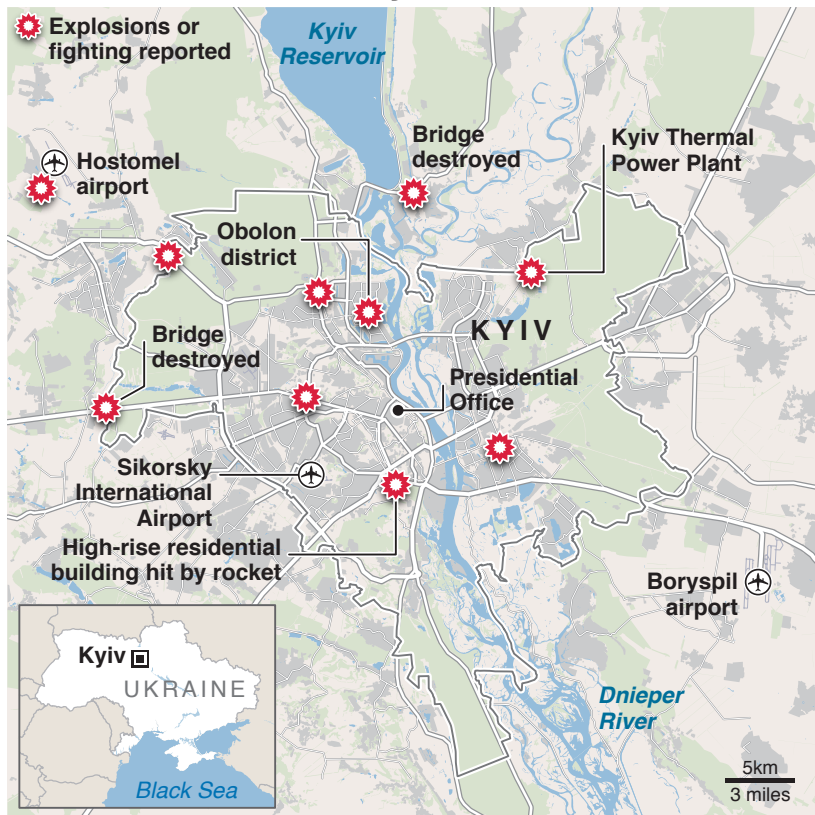 Explosions or
fighting reported
Kyiv
Reservoir
Bridge
destroyed
Kyiv Thermal
Power Plant
Hostomel
airport
Obolon
district
KYIV
Bridge
destroyed
Presidential
Office
Sikorsky
International
Airport
High-rise residential
building hit by rocket
Boryspil
airport
Kyiv
UKRAINE
Black Sea
Dnieper
River
5km
3 miles